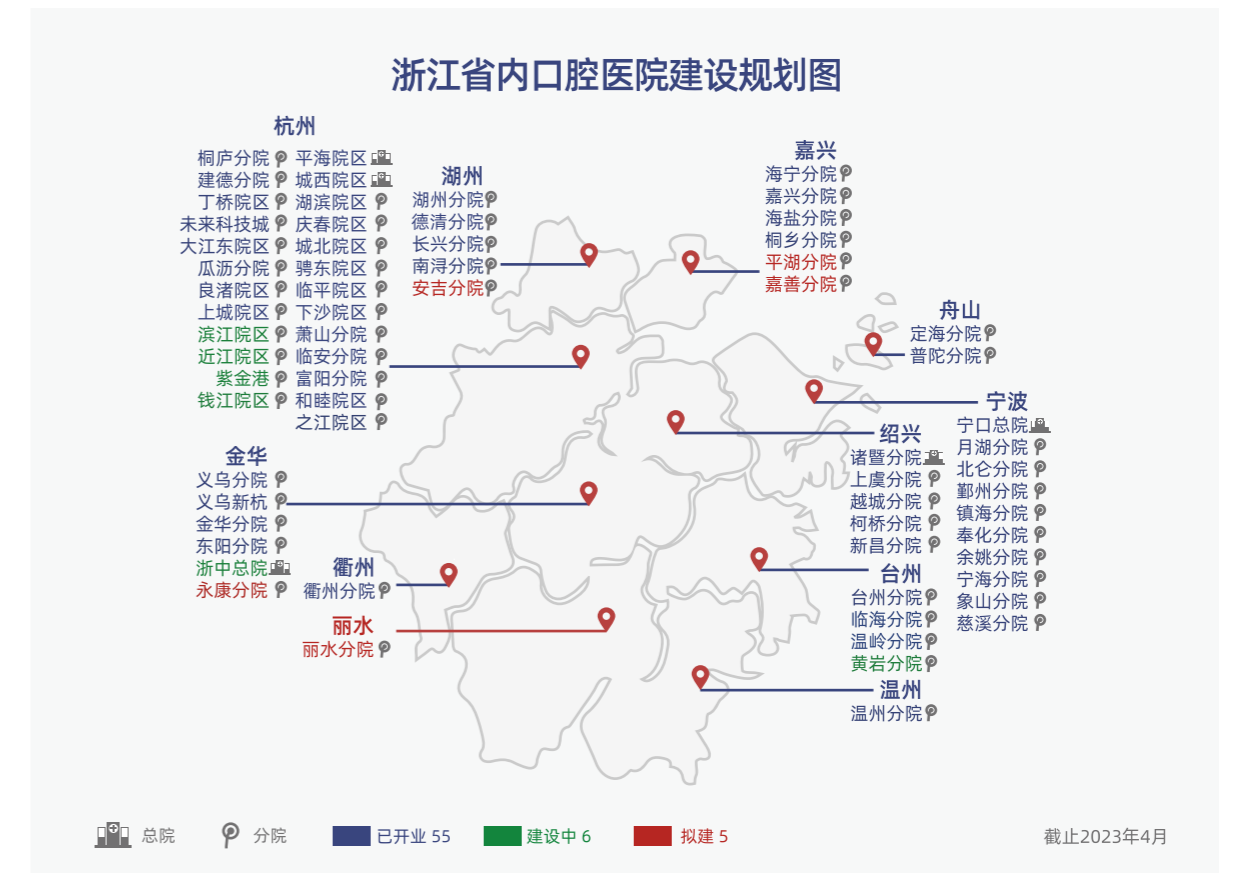 浙江省内口腔医院建设规划图
杭州
桐庐分院 平海院区
建德分院 城西院区
丁桥院区 湖滨院区
未来科技城 庆春院区
大江东院区 城北院区
瓜沥分院 骋东院区
良渚院区 临平院区
上城院区 下沙院区
滨江院区 萧山分院
近江院区 临安分院
紫金港 富阳分院
钱江院区 和睦院区
之江院区
湖州
湖州分院
德清分院
长兴分院
南浔分院
安吉分院
嘉兴
海宁分院
嘉兴分院
海盐分院
桐乡分院
平湖分院
嘉善分院
舟山
定海分院
普陀分院
宁波
宁口总院
月湖分院
北仑分院
鄞州分院
镇海分院
奉化分院
余姚分院
宁海分院
象山分院
慈溪分院
绍兴
诸暨分院
上虞分院
越城分院
柯桥分院
新昌分院
金华
义乌分院
义乌新杭
金华分院
东阳分院
浙中总院
永康分院
衢州
衢州分院
丽水
丽水分院
台州
台州分院
临海分院
温岭分院
黄岩分院
温州
温州分院
总院 分院 已开业 55 建设中 6 拟建 5 截止2023年4月